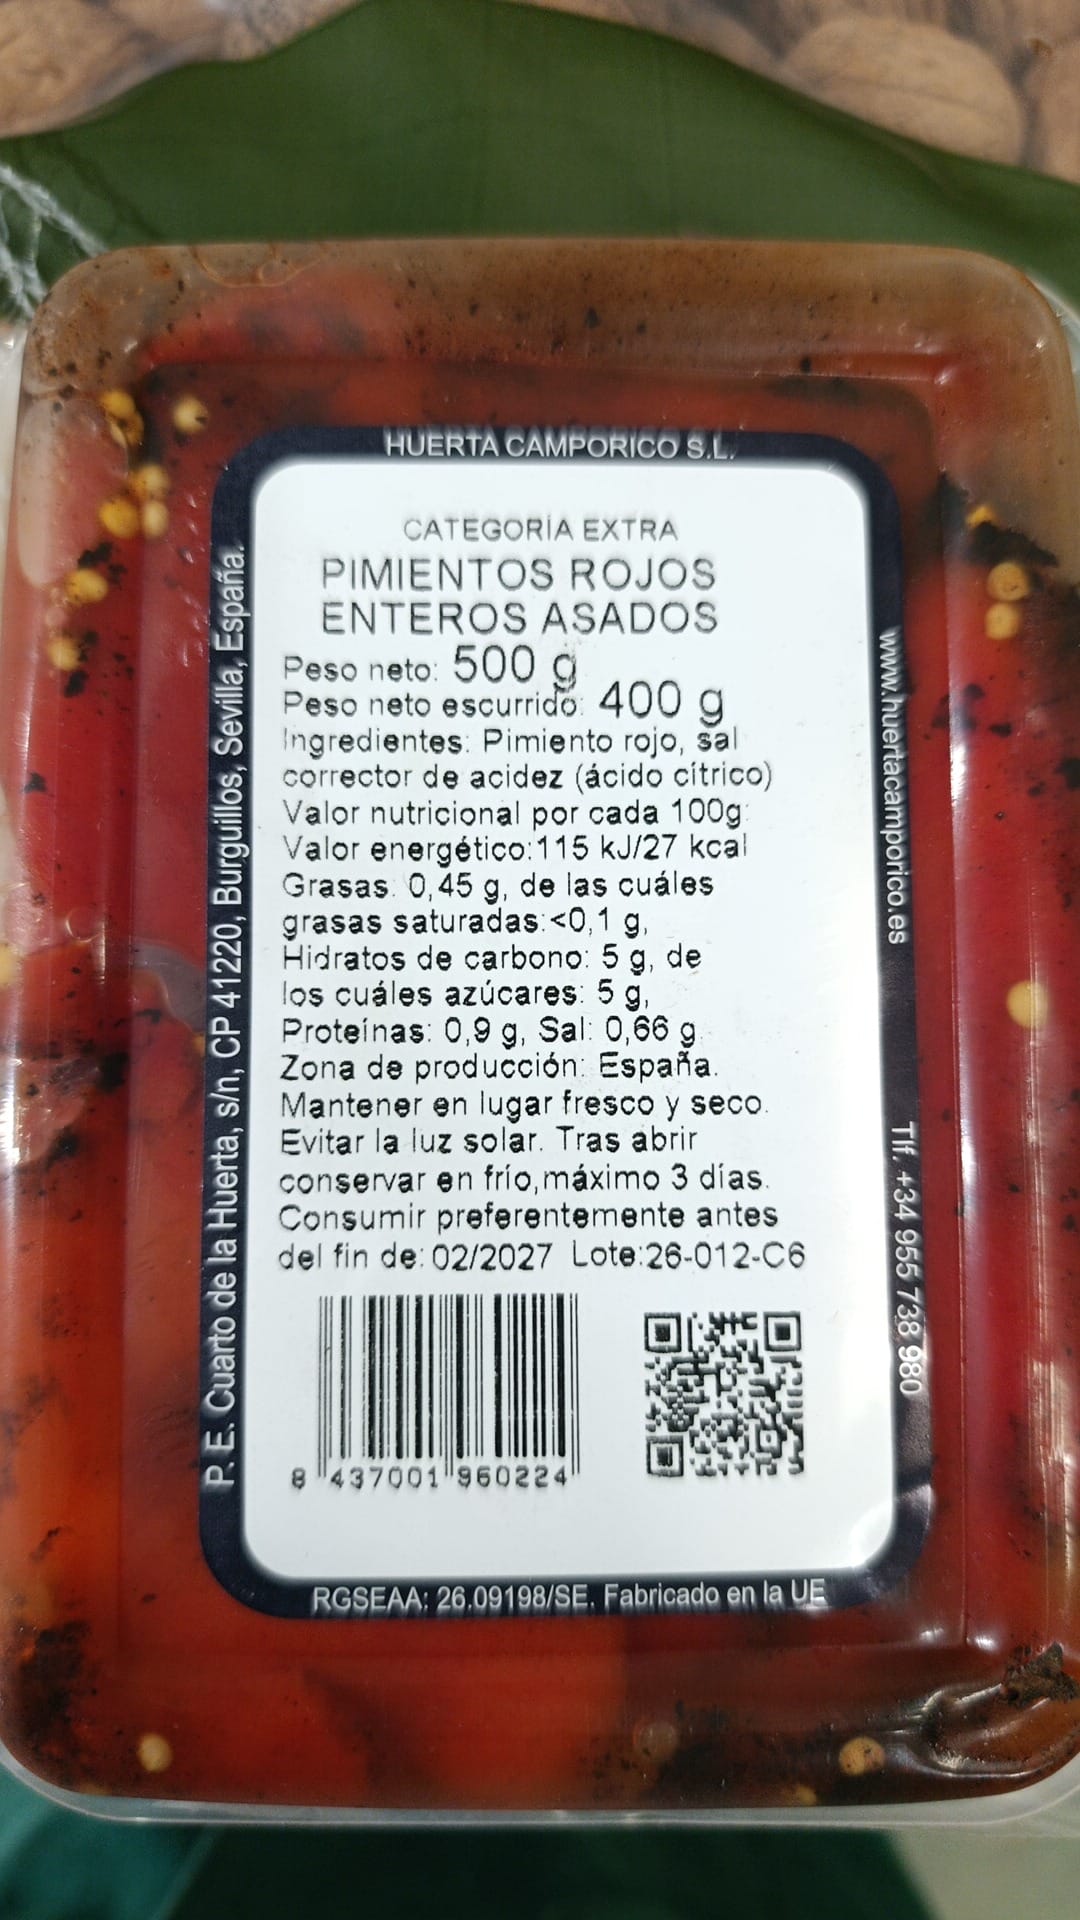 HUERTA CAMPORICO S.L.
CATEGORÍA EXTRA
PIMIENTOS ROJOS
ENTEROS ASADOS
Peso neto: 500 g
Peso neto escurrido: 400 g
Ingredientes: Pimiento rojo, sal
corrector de acidez (ácido cítrico)
Valor nutricional por cada 100g:
Valor energético:115 kJ/27 kcal
Grasas: 0,45 g, de las cuáles
grasas saturadas:<0,1 g,
Hidratos de carbono: 5 g, de
los cuáles azúcares: 5 g,
Proteínas: 0,9 g, Sal: 0,66 g.
Zona de producción: España.
Mantener en lugar fresco y seco.
Evitar la luz solar. Tras abrir
conservar en frío,máximo 3 días.
Consumir preferentemente antes
del fin de: 02/2027 Lote:26-012-C6
8 437001 960224
RGSEAA: 26.09198/SE. Fabricado en la UE
P. E. Cuarto de la Huerta, s/n, CP 41220, Burguillos, Sevilla, España.
www.huertacamporico.es Tlf. +34 955 738 980